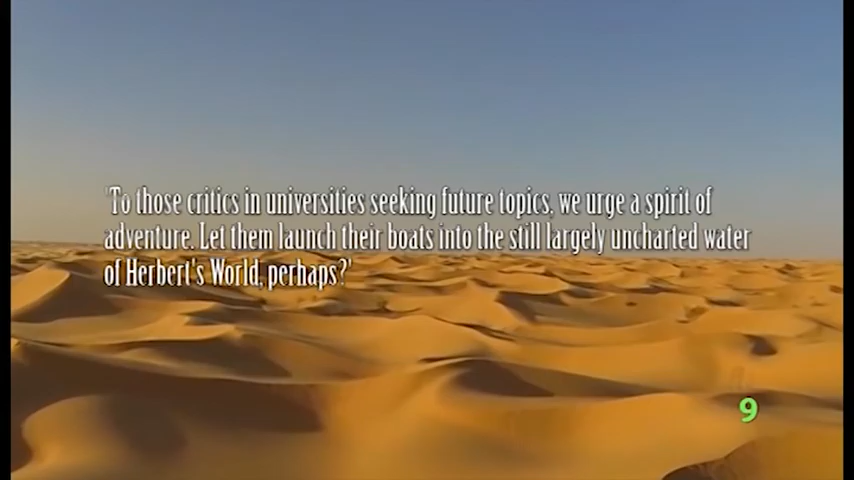 'To those critics in universities seeking future topics, we urge a spirit of
adventure. Let them launch their boats into the still largely uncharted water
of Herbert's World, perhaps?'
9